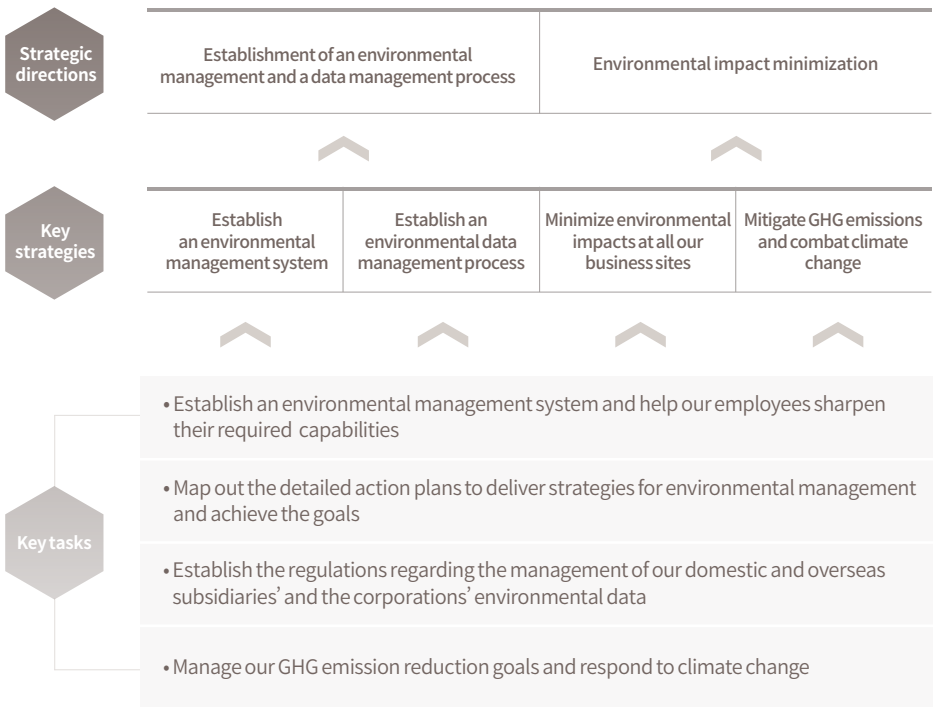 Strategic
directions
Establishment of an environmental
management and a data management process
Environmental impact minimization
Key
strategies
Establish
an environmental
management system
Establish an
environmental data
management process
Minimize environmental
impacts at all our
business sites
Mitigate GHG emissions
and combat climate
change
Key tasks
• Establish an environmental management system and help our employees sharpen
their required capabilities
• Map out the detailed action plans to deliver strategies for environmental management
and achieve the goals
• Establish the regulations regarding the management of our domestic and overseas
subsidiaries’ and the corporations’ environmental data
• Manage our GHG emission reduction goals and respond to climate change